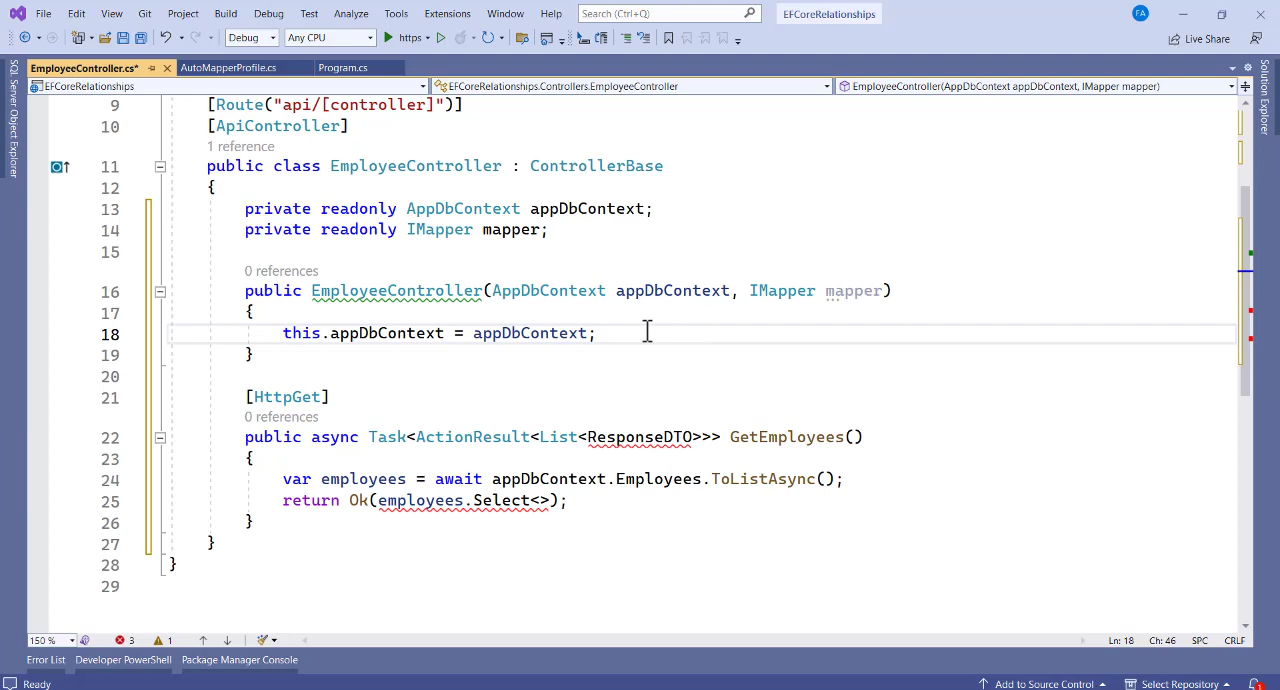 File Edit View Git Project Build Debug Test Analyze Tools Extensions Window Help Search (Ctrl+Q) EFCoreRelationships FA
Debug Any CPU https Live Share
EmployeeController.cs* AutoMapperProfile.cs Program.cs
EFCoreRelationships EFCoreRelationships.Controllers.EmployeeController EmployeeController(AppDbContext appDbContext, IMapper mapper)
SQL Server Object Explorer
Solution Explorer
9 [Route("api/[controller]")]
10 [ApiController]
1 reference
11 public class EmployeeController : ControllerBase
12 {
13 private readonly AppDbContext appDbContext;
14 private readonly IMapper mapper;
15
0 references
16 public EmployeeController(AppDbContext appDbContext, IMapper mapper)
17 {
18 this.appDbContext = appDbContext;
19 }
20
21 [HttpGet]
0 references
22 public async Task<ActionResult<List<ResponseDTO>>> GetEmployees()
23 {
24 var employees = await appDbContext.Employees.ToListAsync();
25 return Ok(employees.Select<>);
26 }
27 }
28 }
29
150 % 3 1 Ln: 18 Ch: 46 SPC CRLF
Error List Developer PowerShell Package Manager Console
Ready Add to Source Control Select Repository 1